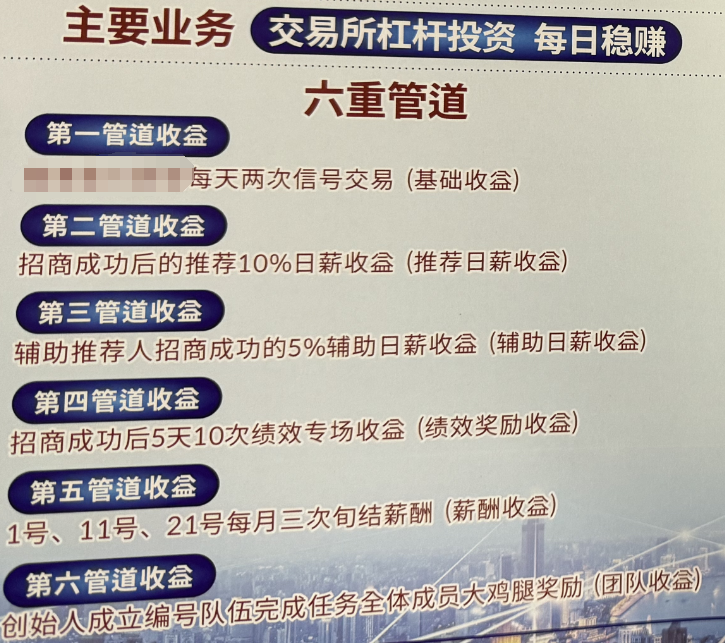 主要业务 交易所杠杆投资 每日稳赚
六重管道
第一管道收益
每天两次信号交易 (基础收益)
第二管道收益
招商成功后的推荐10%日薪收益 (推荐日薪收益)
第三管道收益
辅助推荐人招商成功的5%辅助日薪收益 (辅助日薪收益)
第四管道收益
招商成功后5天10次绩效专场收益 (绩效奖励收益)
第五管道收益
1号、11号、21号每月三次旬结薪酬 (薪酬收益)
第六管道收益
创始人成立编号队伍完成任务全体成员大鸡腿奖励 (团队收益)